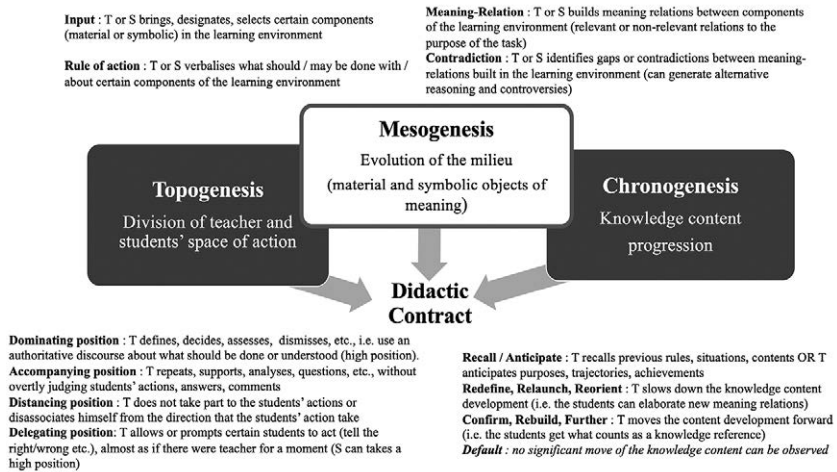 Input : T or S brings, designates, selects certain components
(material or symbolic) in the learning environment
Rule of action : T or S verbalises what should / may be done with /
about certain components of the learning environment
Meaning-Relation : T or S builds meaning relations between components
of the learning environment (relevant or non-relevant relations to the
purpose of the task)
Contradiction : T or S identifies gaps or contradictions between meaning-
relations built in the learning environment (can generate alternative
reasoning and controversies)
Mesogenesis
Evolution of the milieu
(material and symbolic objects of
meaning)
Topogenesis
Division of teacher and
students' space of action
Chronogenesis
Knowledge content
progression
Didactic
Contract
Dominating position : T defines, decides, assesses, dismisses, etc., i.e. use an
authoritative discourse about what should be done or understood (high position).
Accompanying position : T repeats, supports, analyses, questions, etc., without
overtly judging students' actions, answers, comments
Distancing position : T does not take part to the students' actions or
disassociates himself from the direction that the students' action take
Delegating position: T allows or prompts certain students to act (tell the
right/wrong etc.), almost as if there were teacher for a moment (S can takes a
high position)
Recall / Anticipate : T recalls previous rules, situations, contents OR T
anticipates purposes, trajectories, achievements
Redefine, Relaunch, Reorient : T slows down the knowledge content
development (i.e. the students can elaborate new meaning relations)
Confirm, Rebuild, Further : T moves the content development forward
(i.e. the students get what counts as a knowledge reference)
Default : no significant move of the knowledge content can be observed